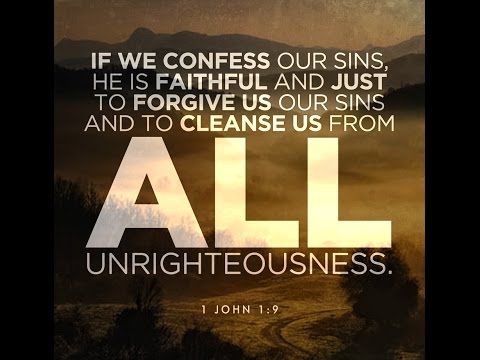 IF WE CONFESS OUR SINS,
HE IS FAITHFUL AND JUST
TO FORGIVE US OUR SINS
AND TO CLEANSE US FROM
ALL
UNRIGHTEOUSNESS.
1 JOHN 1:9